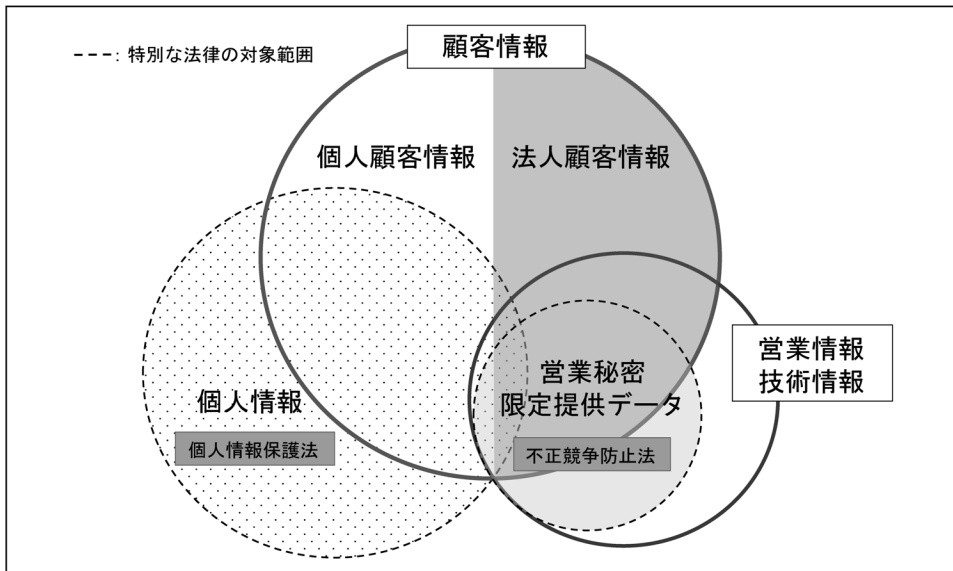 顧客情報
---: 特別な法律の対象範囲
個人顧客情報
法人顧客情報
営業情報
技術情報
営業秘密
限定提供データ
個人情報
個人情報保護法
不正競争防止法